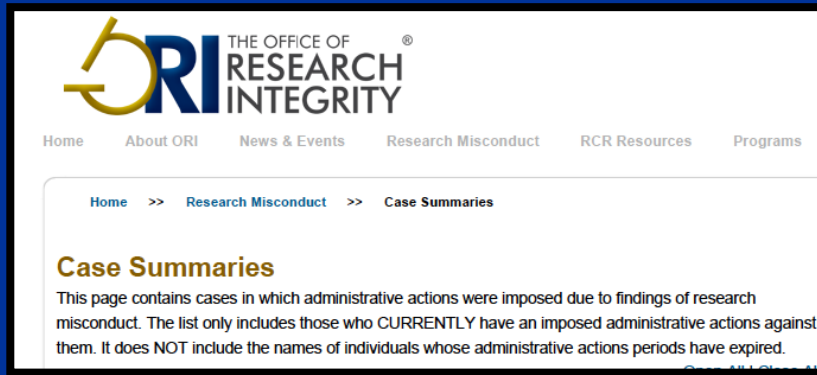 ORI THE OFFICE OF
RESEARCH®
INTEGRITY
Home About ORI News & Events Research Misconduct RCR Resources Programs
Home >> Research Misconduct >> Case Summaries
Case Summaries
This page contains cases in which administrative actions were imposed due to findings of research
misconduct. The list only includes those who CURRENTLY have an imposed administrative actions against
them. It does NOT include the names of individuals whose administrative actions periods have expired.